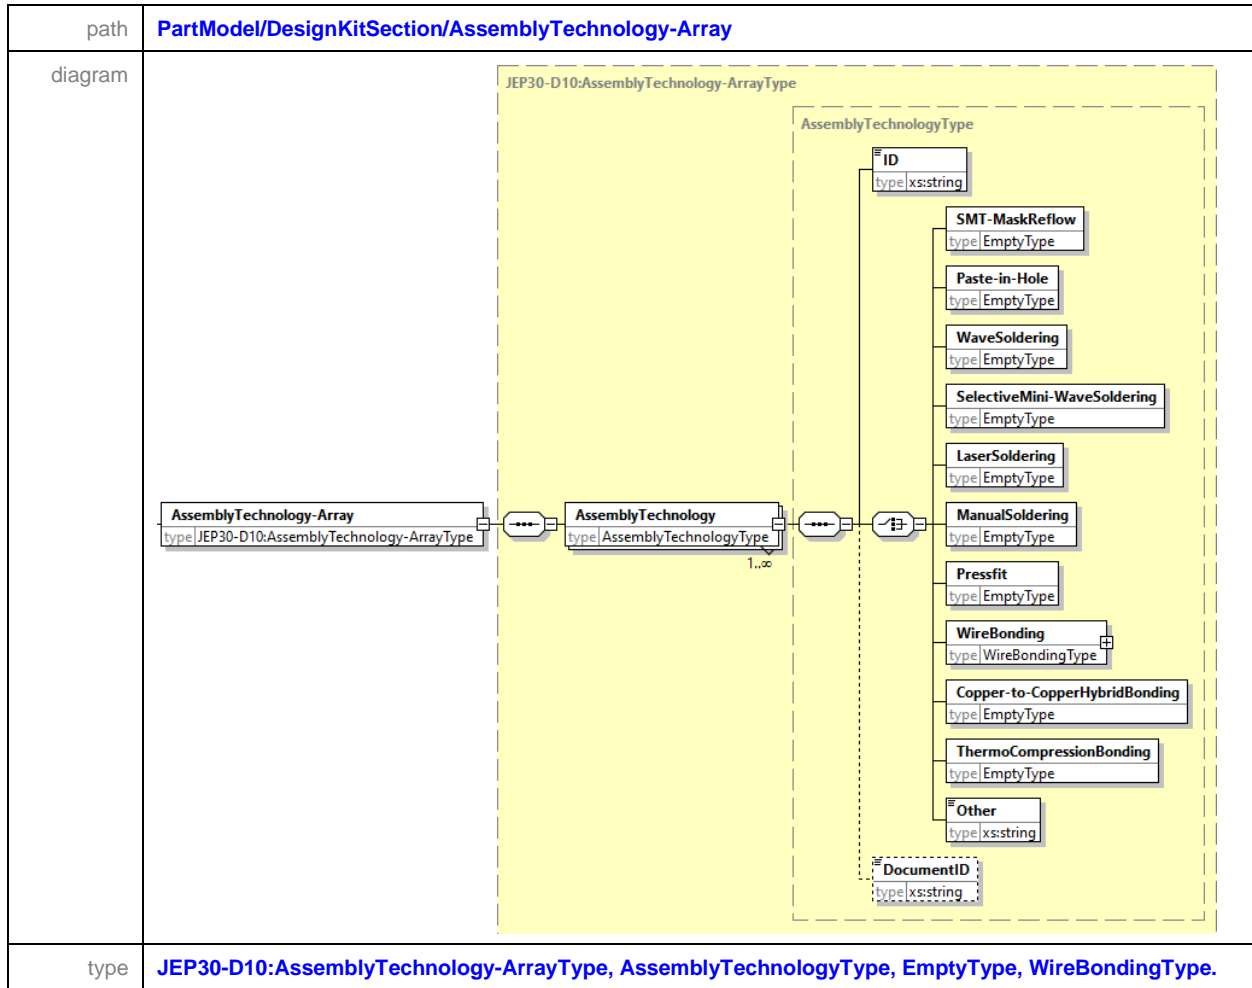 path
PartModel/DesignKitSection/AssemblyTechnology-Array
diagram
JEP30-D10:AssemblyTechnology-ArrayType
AssemblyTechnologyType
ID
type xs:string
SMT-MaskReflow
type EmptyType
Paste-in-Hole
type EmptyType
WaveSoldering
type EmptyType
SelectiveMini-WaveSoldering
type EmptyType
LaserSoldering
type EmptyType
AssemblyTechnology-Array
type JEP30-D10:AssemblyTechnology-ArrayType
AssemblyTechnology
type AssemblyTechnologyType
1..∞
ManualSoldering
type EmptyType
Pressfit
type EmptyType
WireBonding
type WireBondingType
Copper-to-CopperHybridBonding
type EmptyType
ThermoCompressionBonding
type EmptyType
Other
type xs:string
DocumentID
type xs:string
type
JEP30-D10:AssemblyTechnology-ArrayType, AssemblyTechnologyType, EmptyType, WireBondingType.